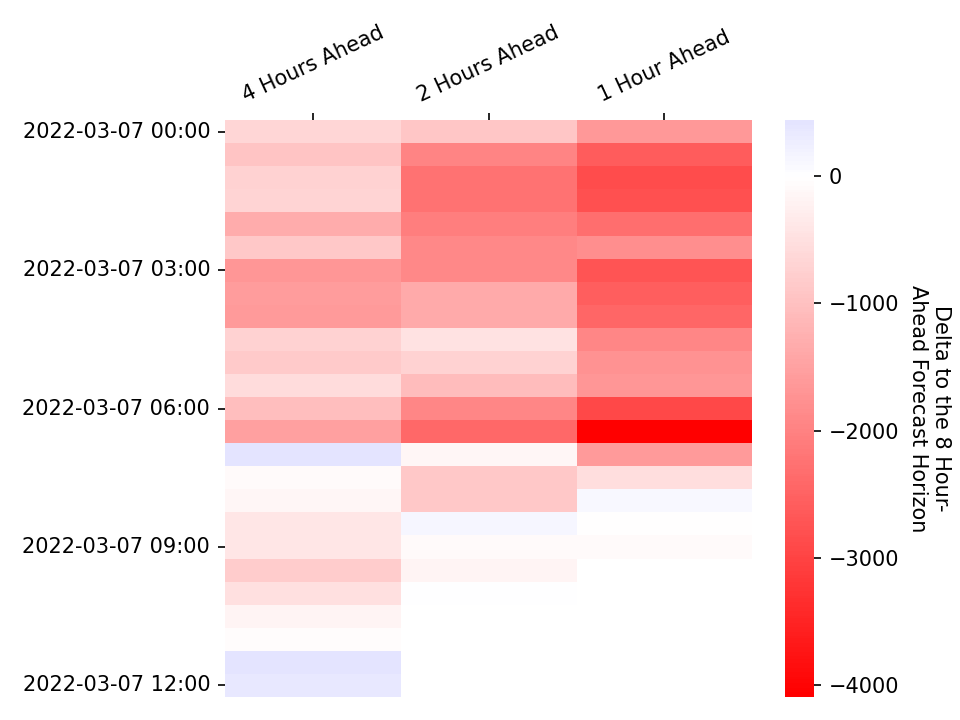 4 Hours Ahead
2 Hours Ahead
1 Hour Ahead
2022-03-07 00:00
2022-03-07 03:00
2022-03-07 06:00
2022-03-07 09:00
2022-03-07 12:00
0
−1000
−2000
−3000
−4000
Delta to the 8 Hour-
Ahead Forecast Horizon